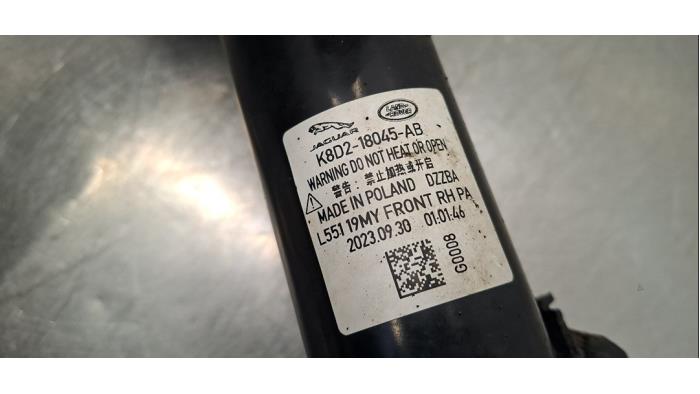 JAGUAR LAND ROVER
K8D2-18045-AB
WARNING DO NOT HEAT OR OPEN
警告：禁止加热或开启
MADE IN POLAND DZZBA
L551 19MY FRONT RH PA
2023.09.30 01:01:46
G0008